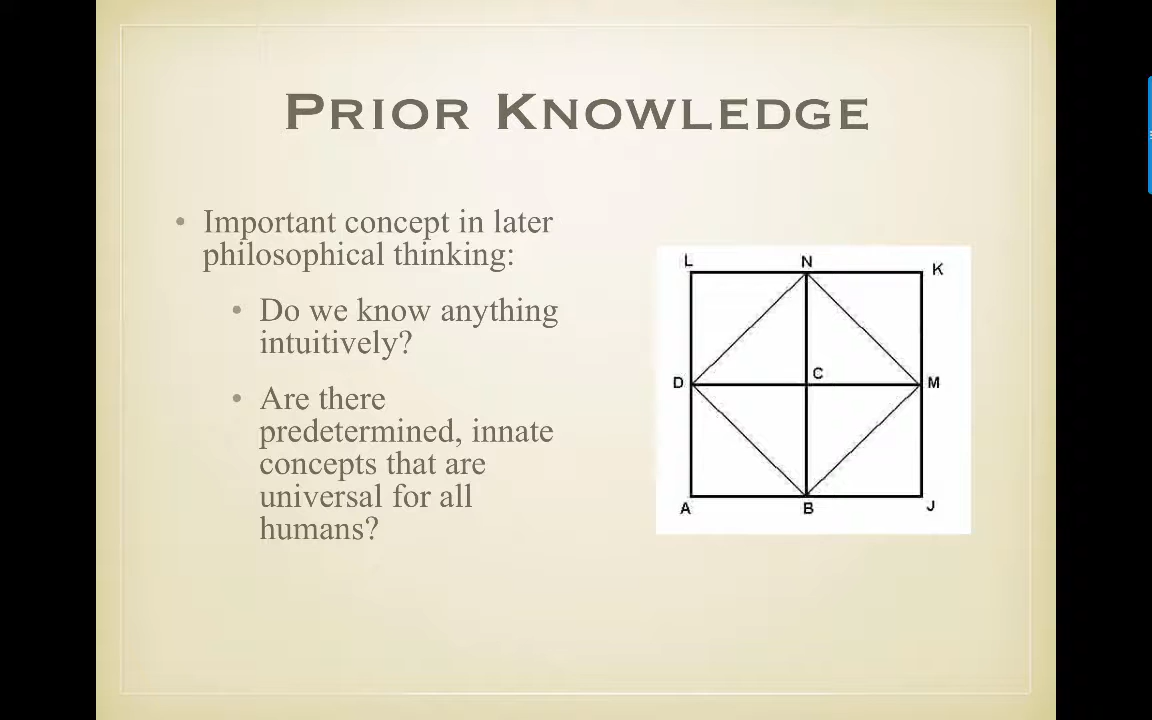 PRIOR KNOWLEDGE
• Important concept in later
philosophical thinking:
• Do we know anything
intuitively?
• Are there
predetermined, innate
concepts that are
universal for all
humans?
L N K
D C M
A B J